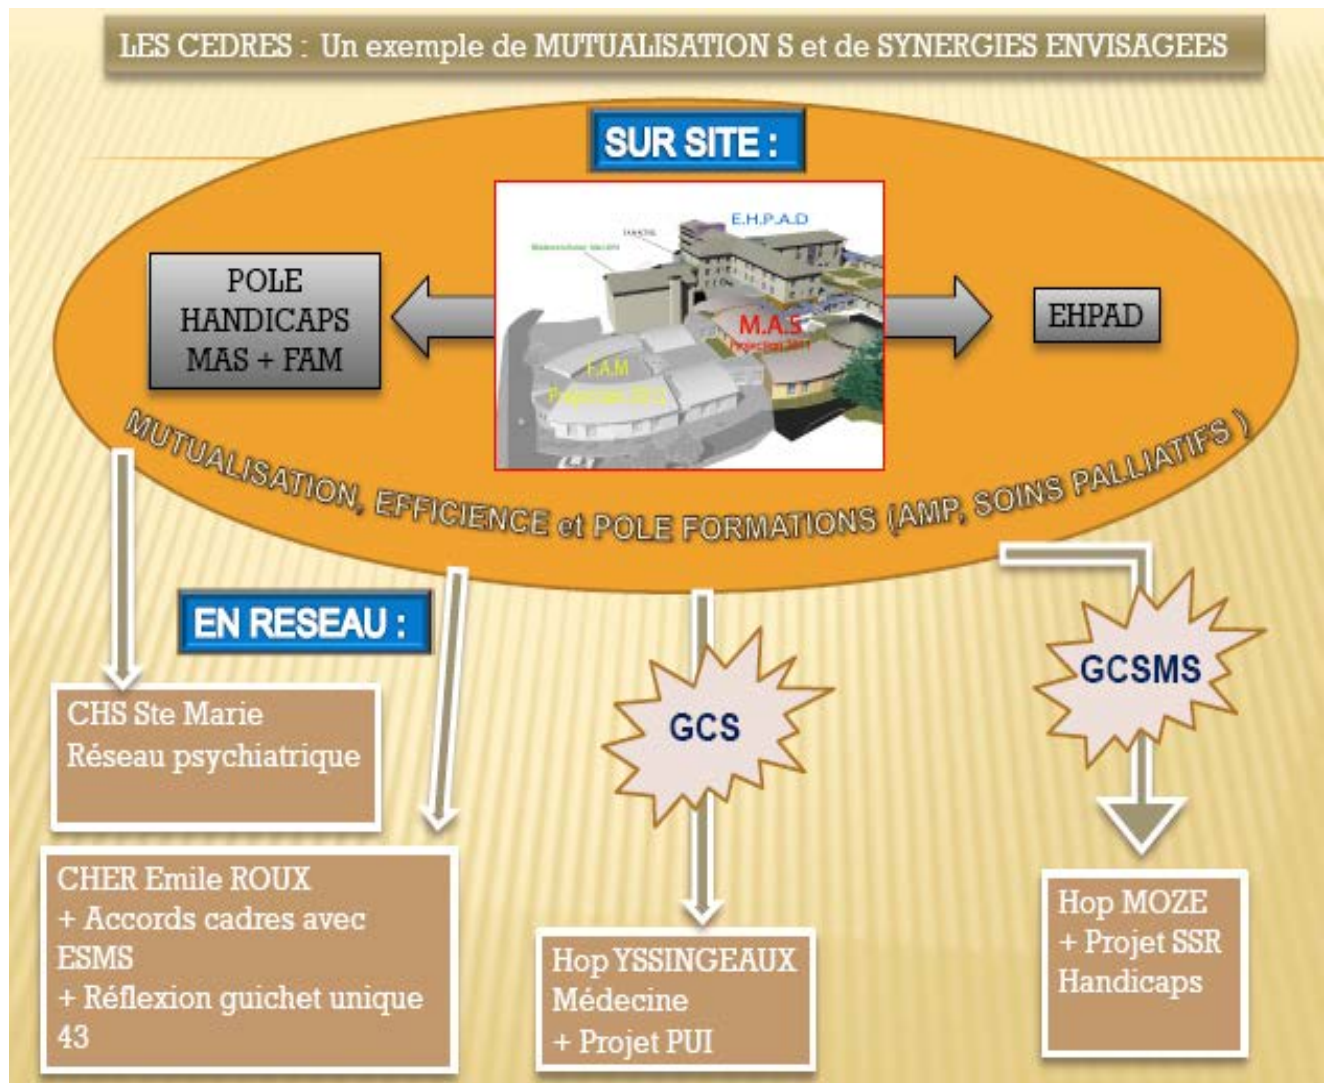 LES CEDRES : Un exemple de MUTUALISATION S et de SYNERGIES ENVISAGEES
SUR SITE :
E.H.P.A.D
POLE
HANDICAPS
MAS + FAM
M.A.S
F.A.M
EHPAD
MUTUALISATION, EFFICIENCE et POLE FORMATIONS (AMP, SOINS PALLIATIFS )
EN RESEAU :
GCS
GCSMS
CHS Ste Marie
Réseau psychiatrique
CHER Emile ROUX
+ Accords cadres avec
ESMS
+ Réflexion guichet unique
43
Hop YSSINGEAUX
Médecine
+ Projet PUI
Hop MOZE
+ Projet SSR
Handicaps